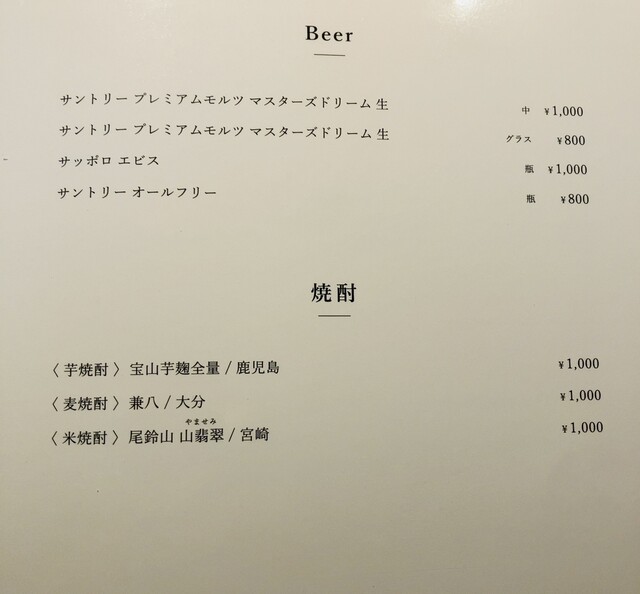 Beer
サントリー プレミアムモルツ マスターズドリーム 生 中 ¥1,000
サントリー プレミアムモルツ マスターズドリーム 生 グラス ¥800
サッポロ エビス 瓶 ¥1,000
サントリー オールフリー 瓶 ¥800
焼酎
〈 芋焼酎 〉 宝山芋麹全量 / 鹿児島 ¥1,000
〈 麦焼酎 〉 兼八 / 大分 ¥1,000
やませみ
〈 米焼酎 〉 尾鈴山 山翡翠 / 宮崎 ¥1,000